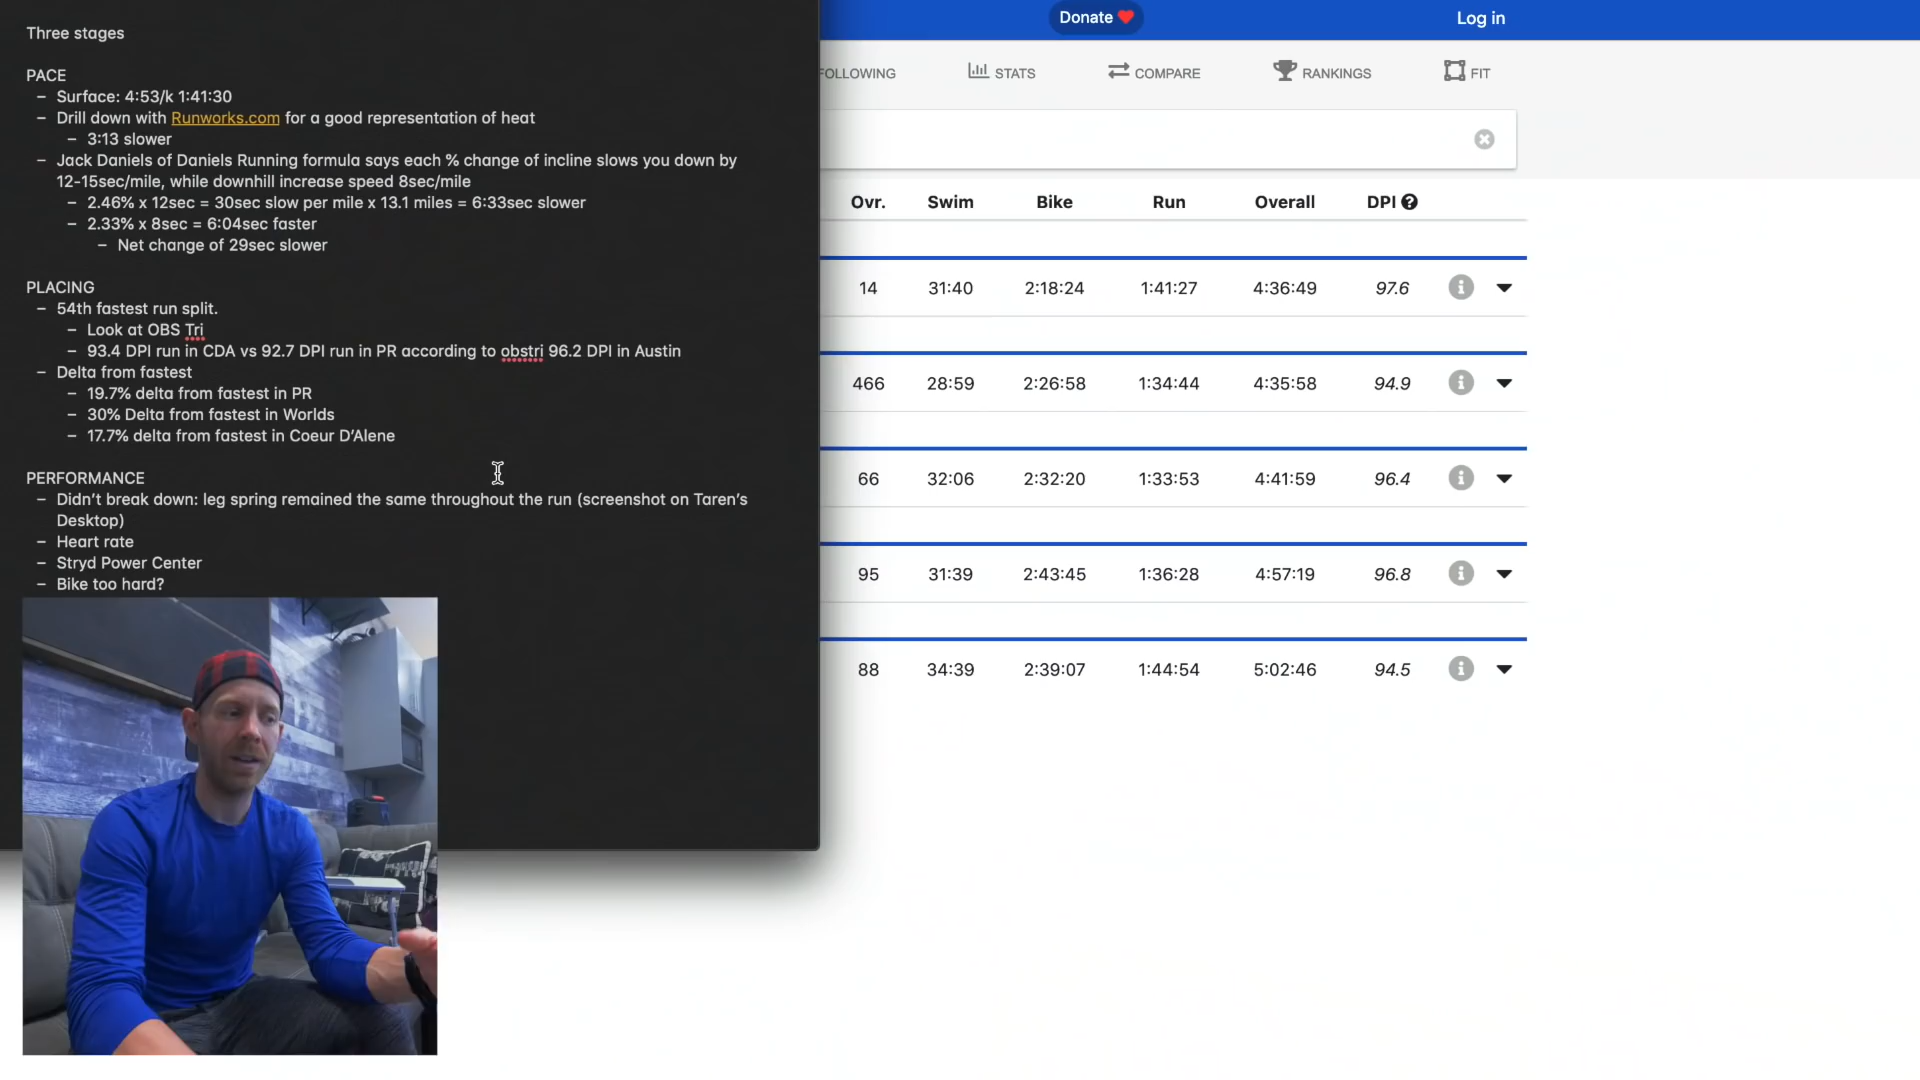 Three stages
PACE
– Surface: 4:53/k 1:41:30
– Drill down with Runworks.com for a good representation of heat
– 3:13 slower
– Jack Daniels of Daniels Running formula says each % change of incline slows you down by
12-15sec/mile, while downhill increase speed 8sec/mile
– 2.46% x 12sec = 30sec slow per mile x 13.1 miles = 6:33sec slower
– 2.33% x 8sec = 6:04sec faster
– Net change of 29sec slower
PLACING
– 54th fastest run split.
– Look at OBS Tri
– 93.4 DPI run in CDA vs 92.7 DPI run in PR according to obstri 96.2 DPI in Austin
– Delta from fastest
– 19.7% delta from fastest in PR
– 30% Delta from fastest in Worlds
– 17.7% delta from fastest in Coeur D’Alene
PERFORMANCE
– Didn’t break down: leg spring remained the same throughout the run (screenshot on Taren’s
Desktop)
– Heart rate
– Stryd Power Center
– Bike too hard?
Donate Log in
FOLLOWING STATS COMPARE RANKINGS FIT
Ovr. Swim Bike Run Overall DPI
14 31:40 2:18:24 1:41:27 4:36:49 97.6
466 28:59 2:26:58 1:34:44 4:35:58 94.9
66 32:06 2:32:20 1:33:53 4:41:59 96.4
95 31:39 2:43:45 1:36:28 4:57:19 96.8
88 34:39 2:39:07 1:44:54 5:02:46 94.5